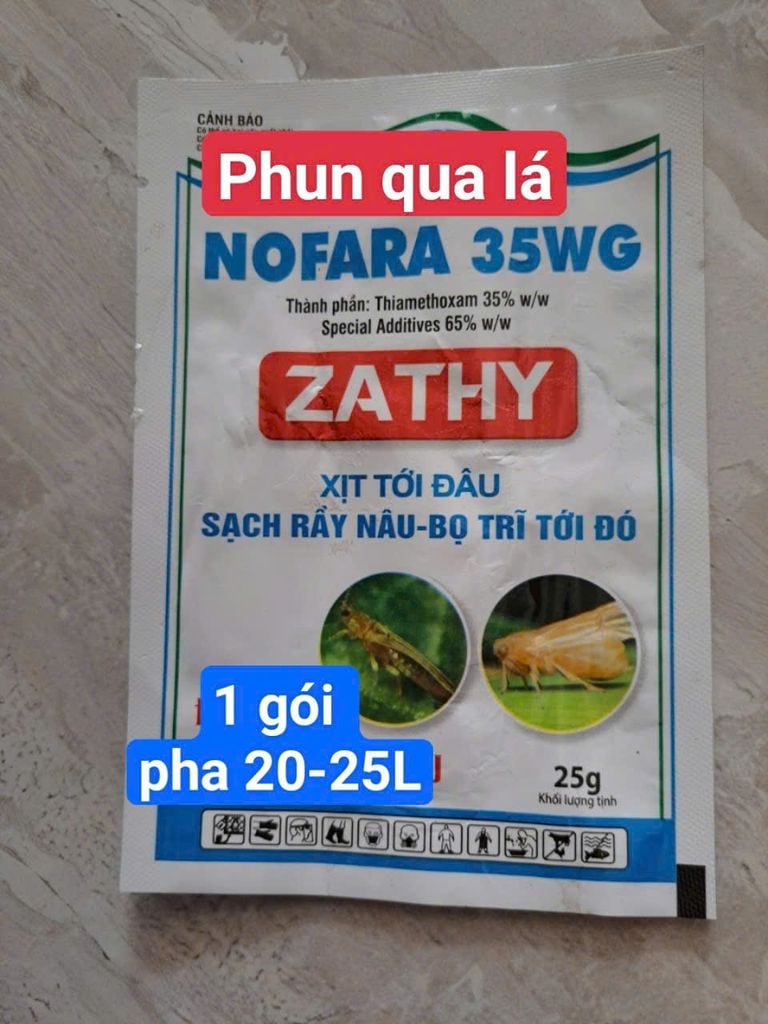 CẢNH BÁO
Phun qua lá
NOFARA 35WG
Thành phần: Thiamethoxam 35% w/w
Special Additives 65% w/w
ZATHY
XỊT TỚI ĐÂU
SẠCH RẦY NÂU-BỌ TRĨ TỚI ĐÓ
1 gói
pha 20-25L
25g
Khối lượng tịnh